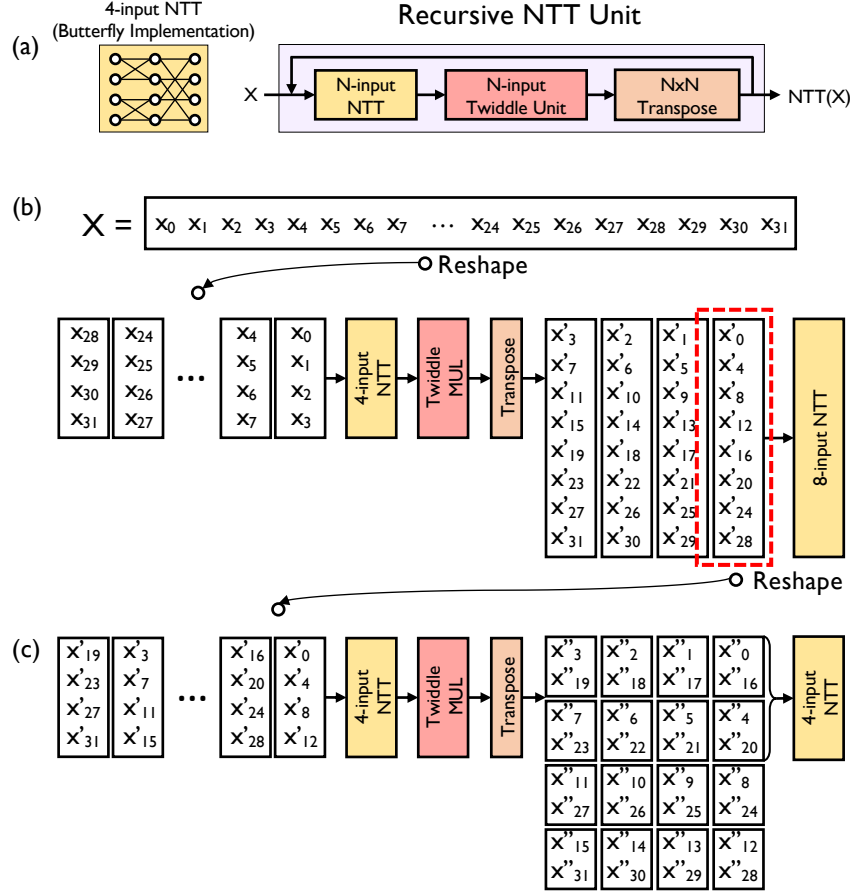 4-input NTT
(Butterfly Implementation)
Recursive NTT Unit
(a)
X
N-input
NTT
N-input
Twiddle Unit
NxN
Transpose
NTT(X)
(b)
X = x0 x1 x2 x3 x4 x5 x6 x7 ... x24 x25 x26 x27 x28 x29 x30 x31
Reshape
x28 x24 x4 x0
x29 x25 x5 x1
x30 x26 ... x6 x2
x31 x27 x7 x3
4-input
NTT
Twiddle
MUL
Transpose
x'3 x'2 x'1 x'0
x'7 x'6 x'5 x'4
x'11 x'10 x'9 x'8
x'15 x'14 x'13 x'12
x'19 x'18 x'17 x'16
x'23 x'22 x'21 x'20
x'27 x'26 x'25 x'24
x'31 x'30 x'29 x'28
8-input NTT
Reshape
(c)
x'19 x'3 x'16 x'0
x'23 x'7 x'20 x'4
x'27 x'11 ... x'24 x'8
x'31 x'15 x'28 x'12
4-input
NTT
Twiddle
MUL
Transpose
x''3 x''2 x''1 x''0
x''19 x''18 x''17 x''16
x''7 x''6 x''5 x''4
x''23 x''22 x''21 x''20
x''11 x''10 x''9 x''8
x''27 x''26 x''25 x''24
x''15 x''14 x''13 x''12
x''31 x''30 x''29 x''28
4-input
NTT